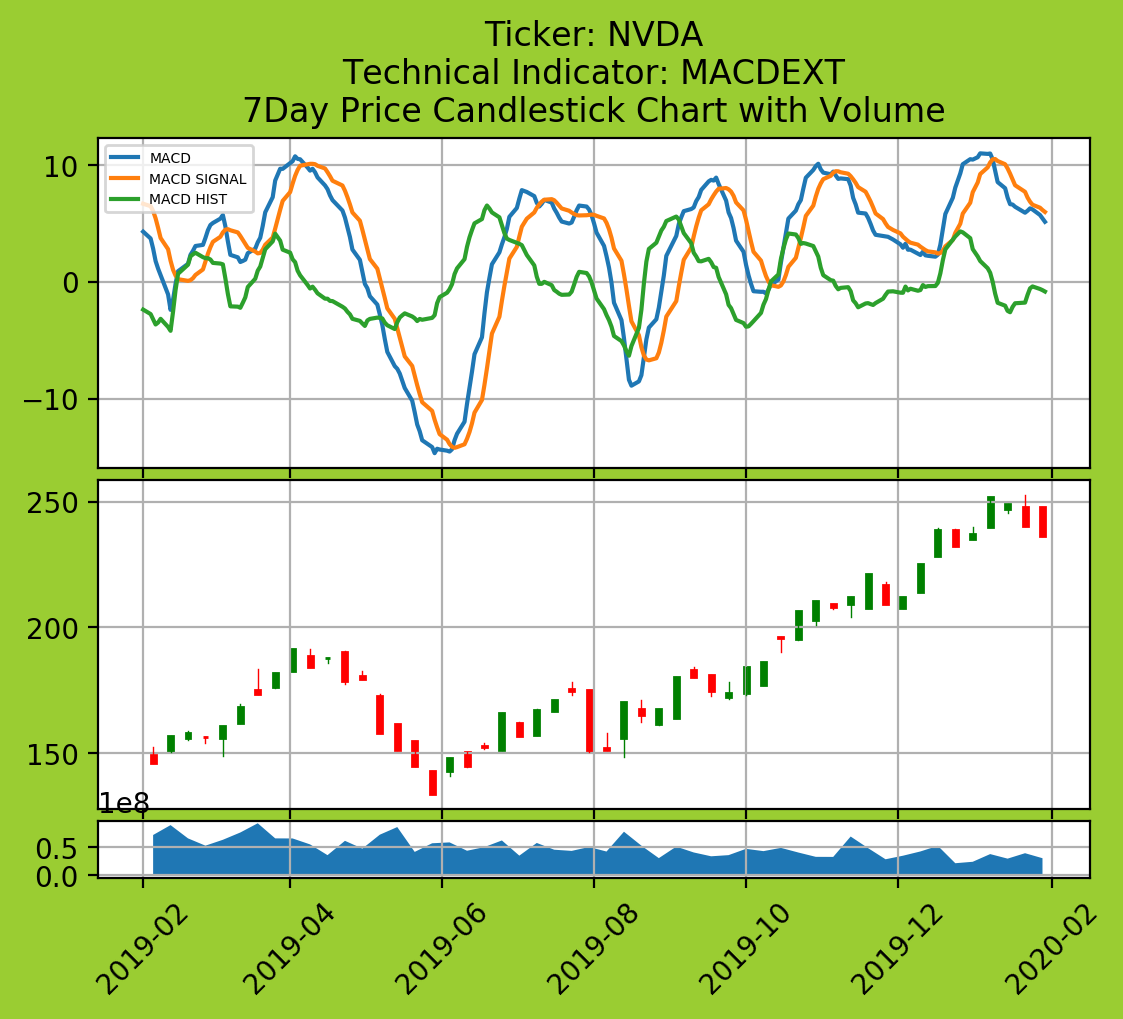 Ticker: NVDA
Technical Indicator: MACDEXT
7Day Price Candlestick Chart with Volume
MACD
MACD SIGNAL
MACD HIST
10
0
−10
250
200
150
1e8
0.5
0.0
2019-02
2019-04
2019-06
2019-08
2019-10
2019-12
2020-02